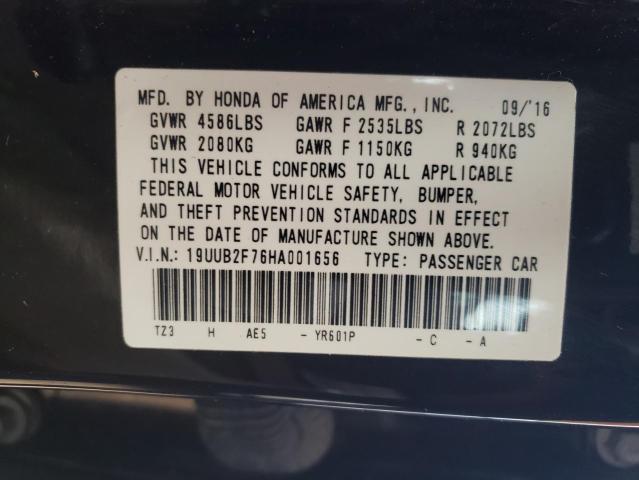 MFD. BY HONDA OF AMERICA MFG., INC. 09/'16
GVWR 4586LBS GAWR F 2535LBS R 2072LBS
GVWR 2080KG GAWR F 1150KG R 940KG
THIS VEHICLE CONFORMS TO ALL APPLICABLE
FEDERAL MOTOR VEHICLE SAFETY, BUMPER,
AND THEFT PREVENTION STANDARDS IN EFFECT
ON THE DATE OF MANUFACTURE SHOWN ABOVE.
V.I.N.: 19UUB2F76HA001656 TYPE: PASSENGER CAR
TZ3 H AE5 - YR601P - C - A